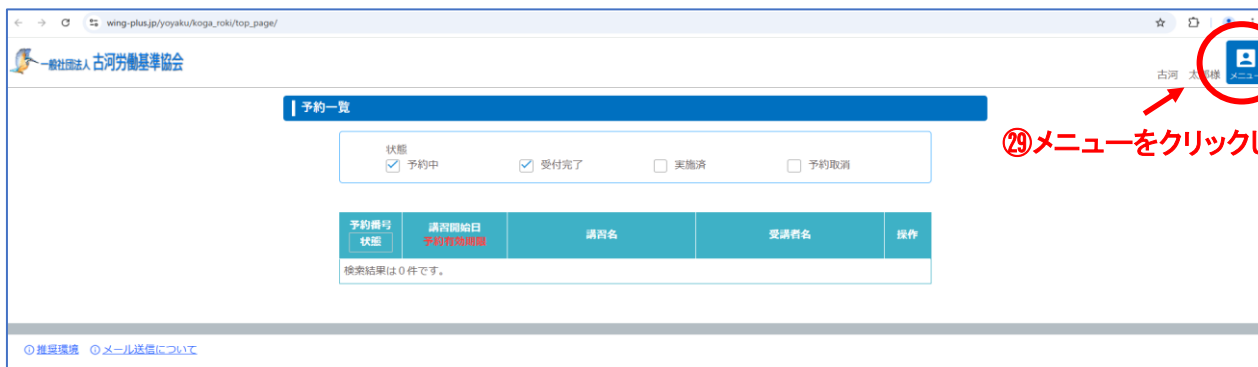 wing-plus.jp/yoyaku/koga_roki/top_page/
一般社団法人 古河労働基準協会
古河 太郎様
メニュー
予約一覧
㉙メニューをクリックし
状態
予約中 受付完了 実施済 予約取消
予約番号 講習開始日 講習名 受講者名 操作
状態 予約有効期限
検索結果は0件です。
推奨環境 メール送信について